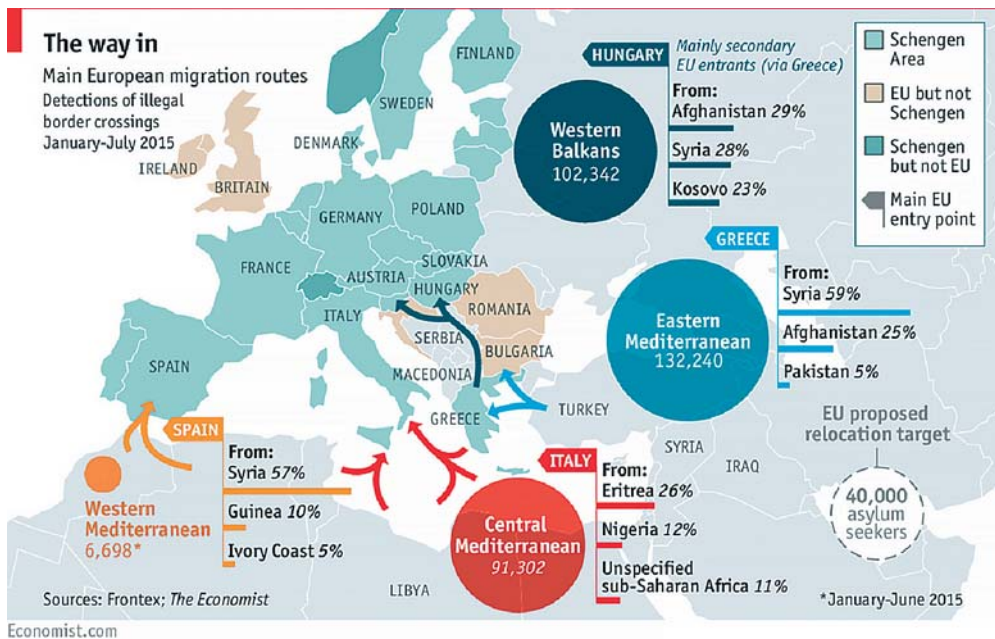 The way in
Main European migration routes
Detections of illegal
border crossings
January-July 2015
HUNGARY
Mainly secondary
EU entrants (via Greece)
From:
Afghanistan 29%
Syria 28%
Kosovo 23%
Western
Balkans
102,342
Schengen
Area
EU but not
Schengen
Schengen
but not EU
Main EU
entry point
FINLAND
SWEDEN
DENMARK
IRELAND
BRITAIN
GERMANY
POLAND
FRANCE
SLOVAKIA
AUSTRIA
HUNGARY
ITALY
ROMANIA
SERBIA
BULGARIA
SPAIN
MACEDONIA
GREECE
TURKEY
SYRIA
IRAQ
LIBYA
GREECE
From:
Syria 59%
Afghanistan 25%
Pakistan 5%
Eastern
Mediterranean
132,240
EU proposed
relocation target
40,000
asylum
seekers
SPAIN
From:
Syria 57%
Guinea 10%
Ivory Coast 5%
Western
Mediterranean
6,698*
ITALY
From:
Eritrea 26%
Nigeria 12%
Unspecified
sub-Saharan Africa 11%
Central
Mediterranean
91,302
Sources: Frontex; The Economist
*January-June 2015
Economist.com